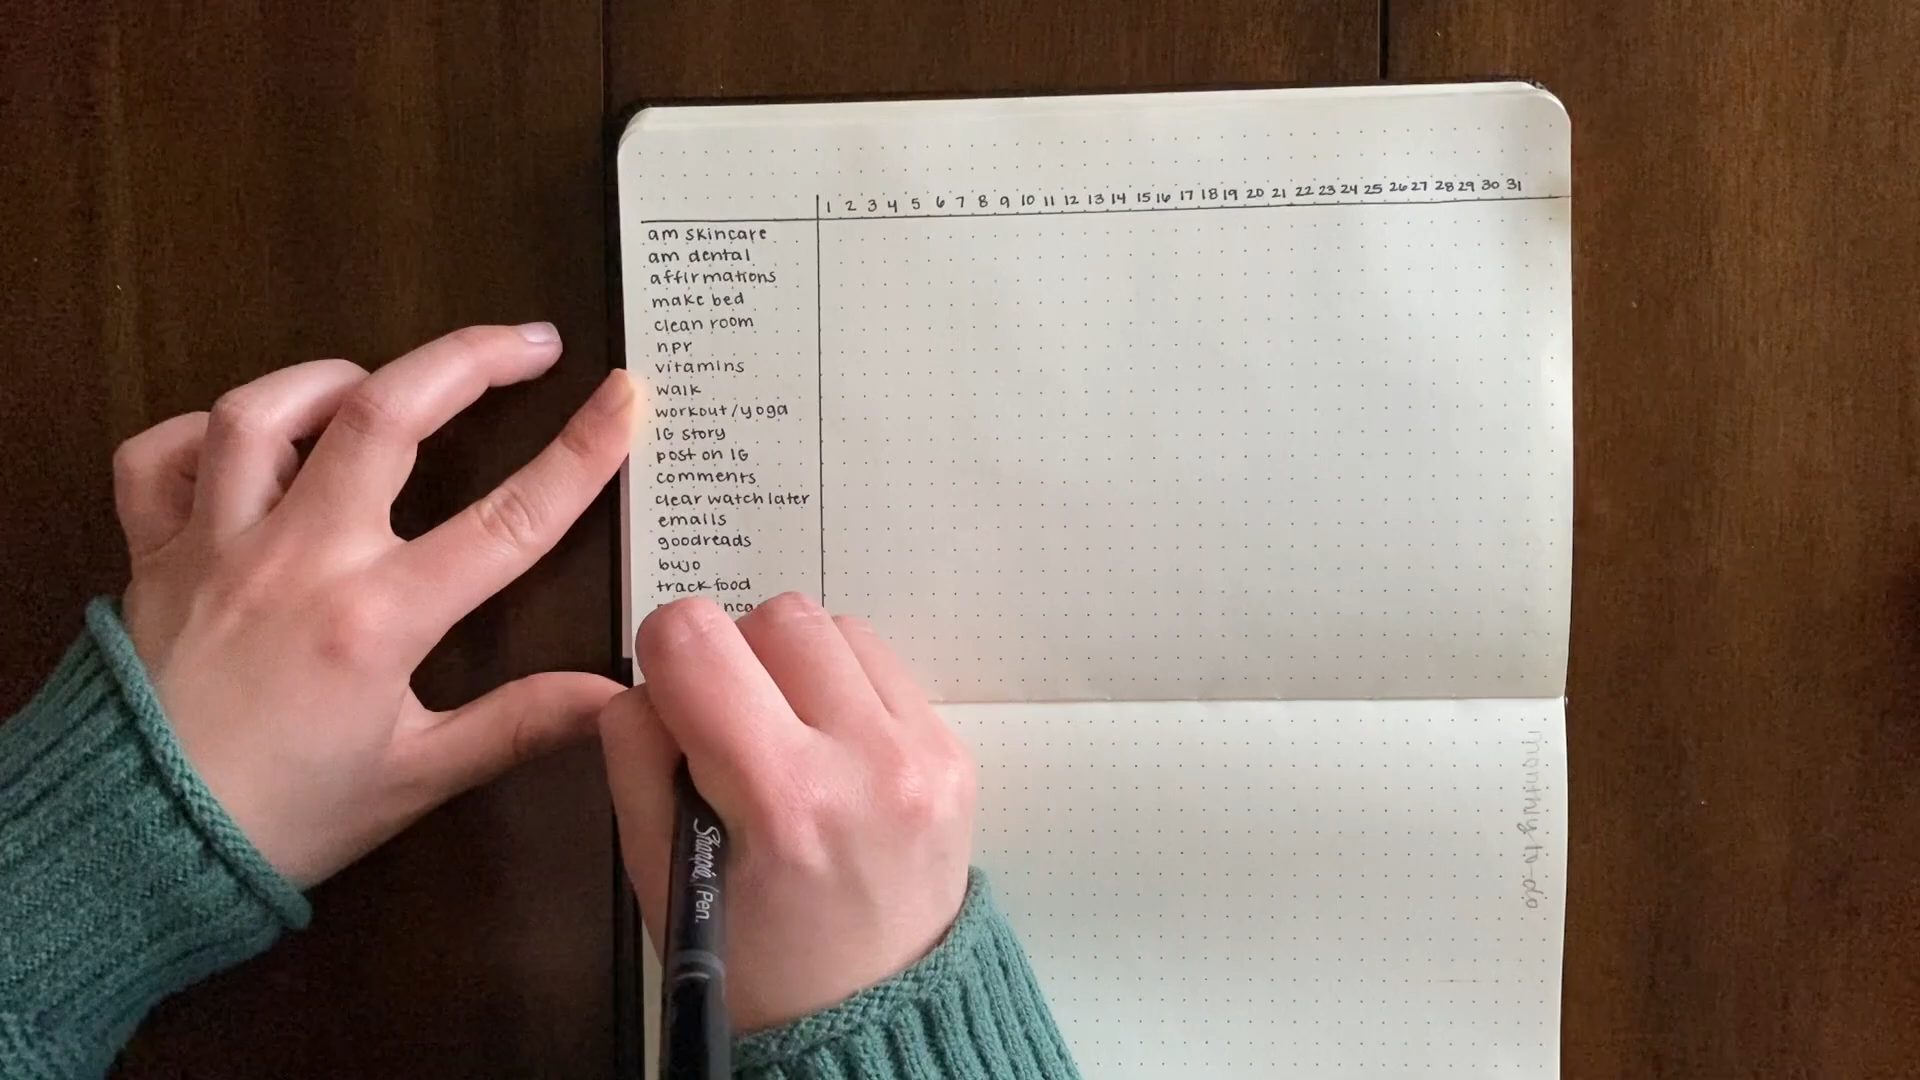 1 2 3 4 5 6 7 8 9 10 11 12 13 14 15 16 17 18 19 20 21 22 23 24 25 26 27 28 29 30 31
am skincare
am dental
affirmations
make bed
clean room
npr
vitamins
walk
workout/yoga
IG story
post on IG
comments
clear watch later
emails
goodreads
bujo
track food
monthly to-do
Sharpie Pen.